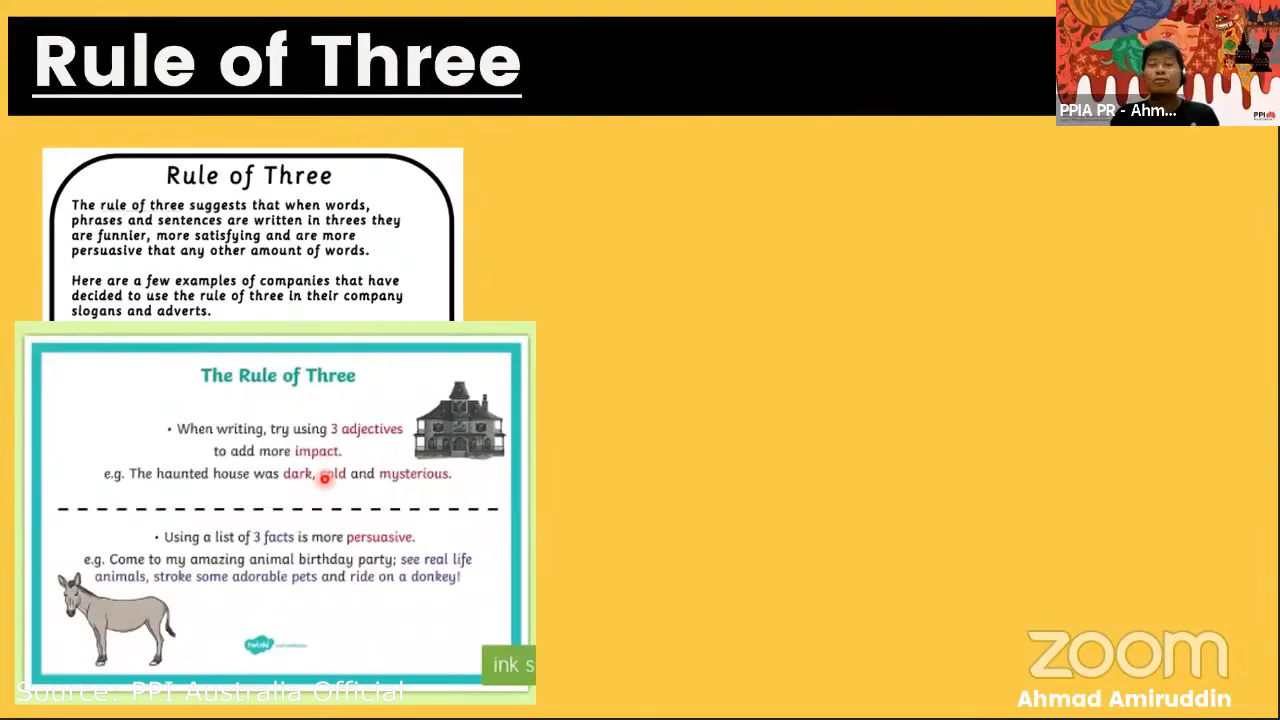 Rule of Three
PPIA PR - Ahm...
PPI
Rule of Three
The rule of three suggests that when words,
phrases and sentences are written in threes they
are funnier, more satisfying and are more
persuasive that any other amount of words.
Here are a few examples of companies that have
decided to use the rule of three in their company
slogans and adverts.
The Rule of Three
• When writing, try using 3 adjectives
to add more impact.
e.g. The haunted house was dark, cold and mysterious.
• Using a list of 3 facts is more persuasive.
e.g. Come to my amazing animal birthday party; see real life
animals, stroke some adorable pets and ride on a donkey!
twinkl
ink s
Source: PPI Australia Official
zoom
Ahmad Amiruddin